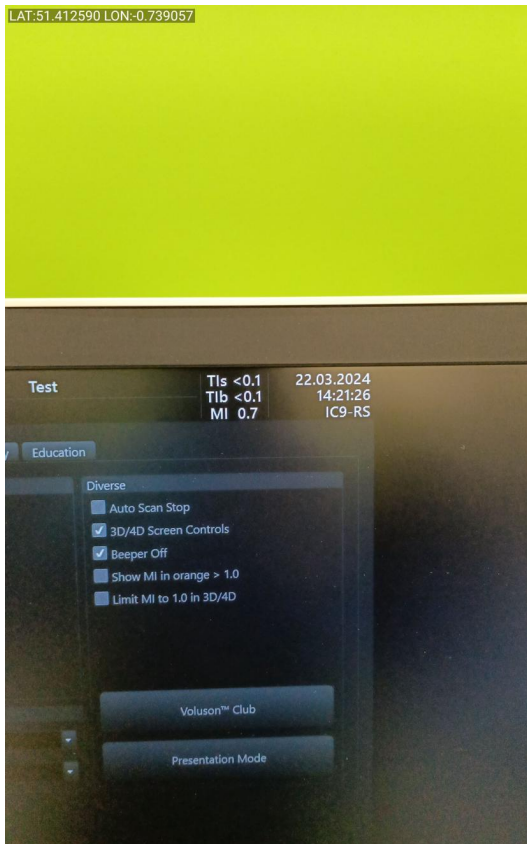 LAT:51.412590 LON:-0.739057
Test
TIs <0.1
TIb <0.1
MI 0.7
22.03.2024
14:21:26
IC9-RS
Education
Diverse
Auto Scan Stop
3D/4D Screen Controls
Beeper Off
Show MI in orange > 1.0
Limit MI to 1.0 in 3D/4D
Voluson™ Club
Presentation Mode